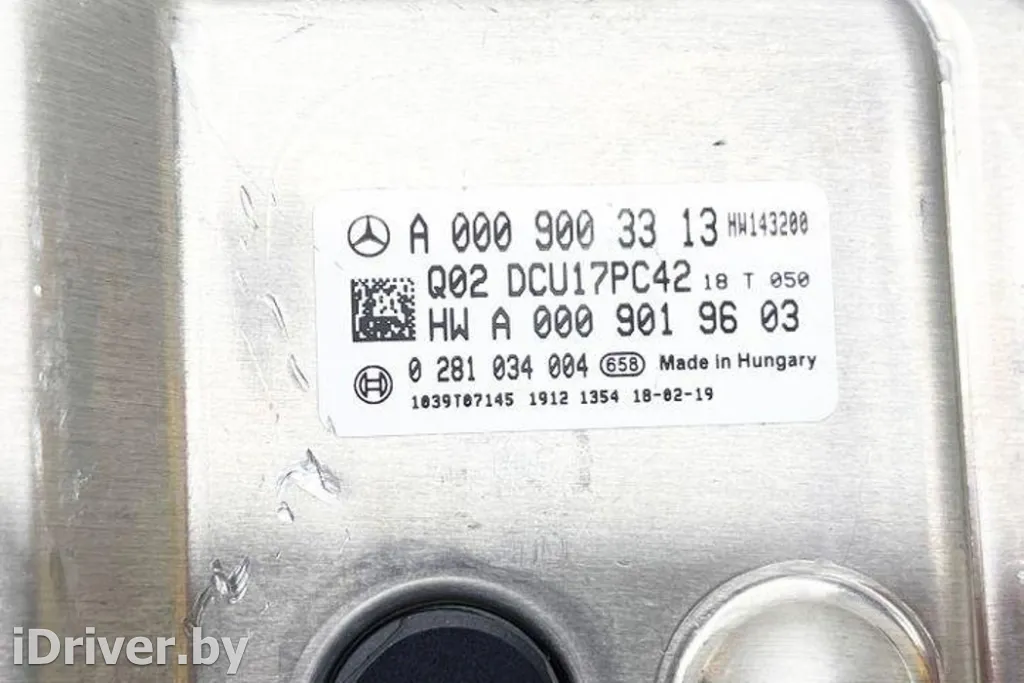 A 000 900 33 13 HW143200
Q02 DCU17PC42 18 T 050
HW A 000 901 96 03
0 281 034 004 658 Made in Hungary
1039T07145 1912 1354 18-02-19
iDriver.by